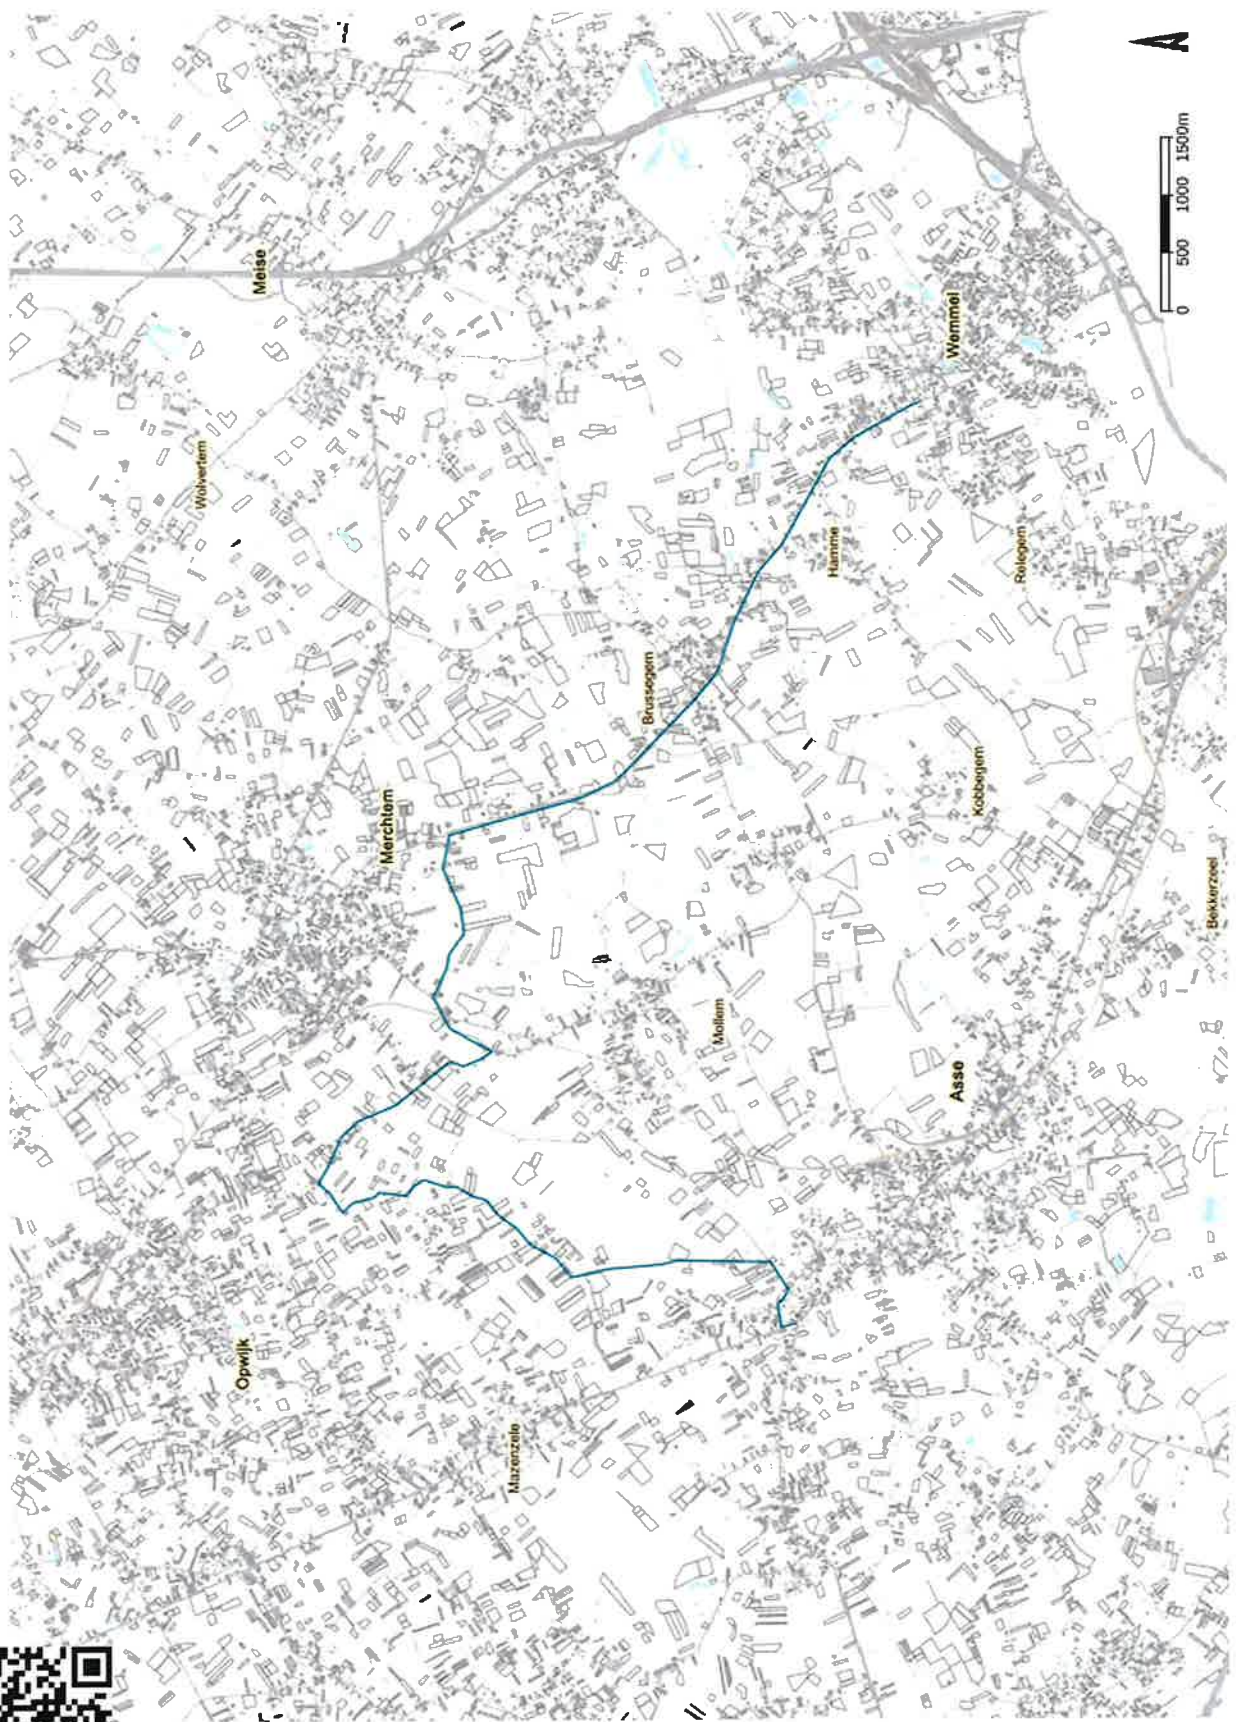 Wolvertem
Opwijk
Meise
Merchtem
Mazenzele
Brussegem
Mollem
Hamme
Wemmel
Asse
Kobbegem
Relegem
0 500 1000 1500m
Bekkerzeel